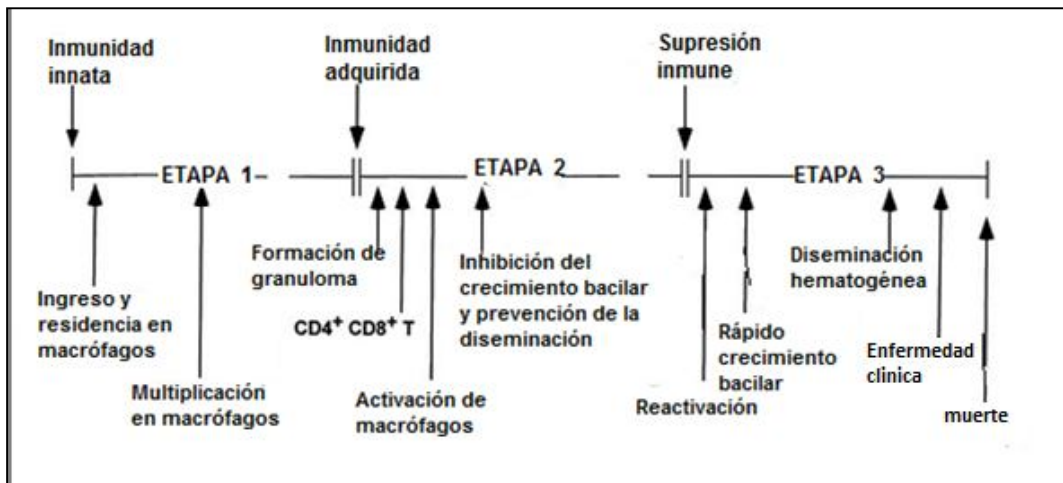 Inmunidad
innata
Inmunidad
adquirida
Supresión
inmune
ETAPA 1
ETAPA 2
ETAPA 3
Ingreso y
residencia en
macrófagos
Multiplicación
en macrófagos
Formación de
granuloma
CD4+ CD8+ T
Activación de
macrófagos
Inhibición del
crecimiento bacilar
y prevención de la
diseminación
Reactivación
Rápido
crecimiento
bacilar
Diseminación
hematogénea
Enfermedad
clinica
muerte